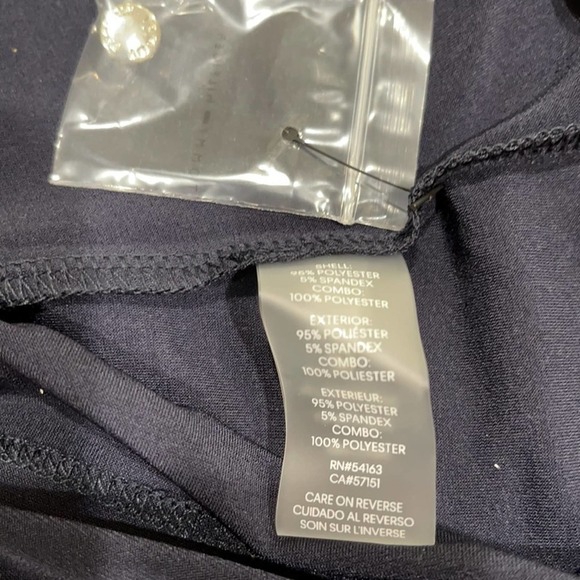 SHELL:
95% POLYESTER
5% SPANDEX
COMBO:
100% POLYESTER
EXTERIOR:
95% POLIÉSTER
5% SPANDEX
COMBO:
100% POLIESTER
EXTERIEUR:
95% POLYESTER
5% SPANDEX
COMBO:
100% POLYESTER
RN#54163
CA#57151
CARE ON REVERSE
CUIDADO AL REVERSO
SOIN SUR L'INVERSE